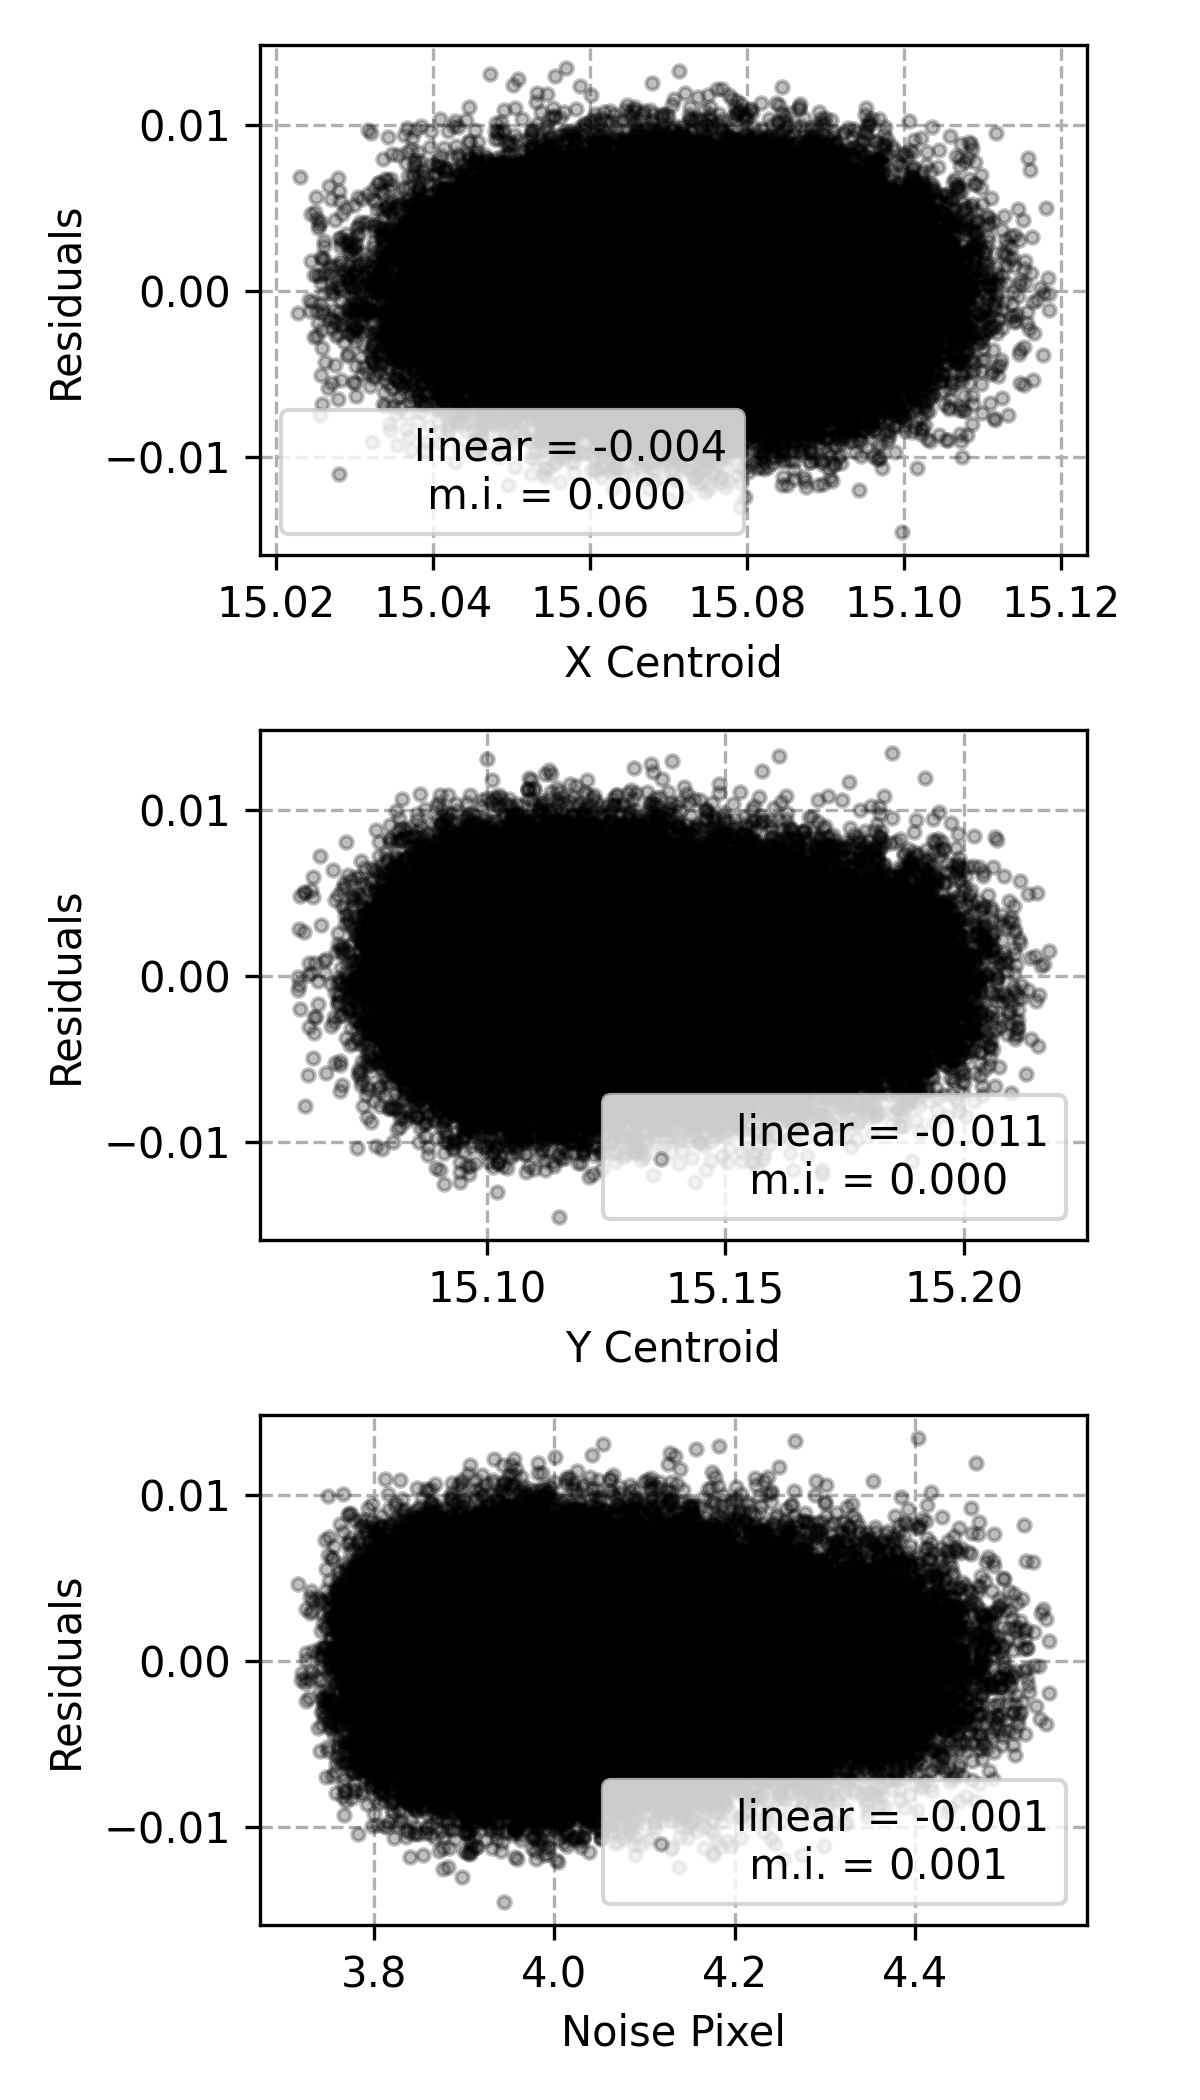 0.01
0.00
−0.01
Residuals
linear = -0.004
m.i. = 0.000
15.02 15.04 15.06 15.08 15.10 15.12
X Centroid
0.01
0.00
−0.01
Residuals
linear = -0.011
m.i. = 0.000
15.10 15.15 15.20
Y Centroid
0.01
0.00
−0.01
Residuals
linear = -0.001
m.i. = 0.001
3.8 4.0 4.2 4.4
Noise Pixel